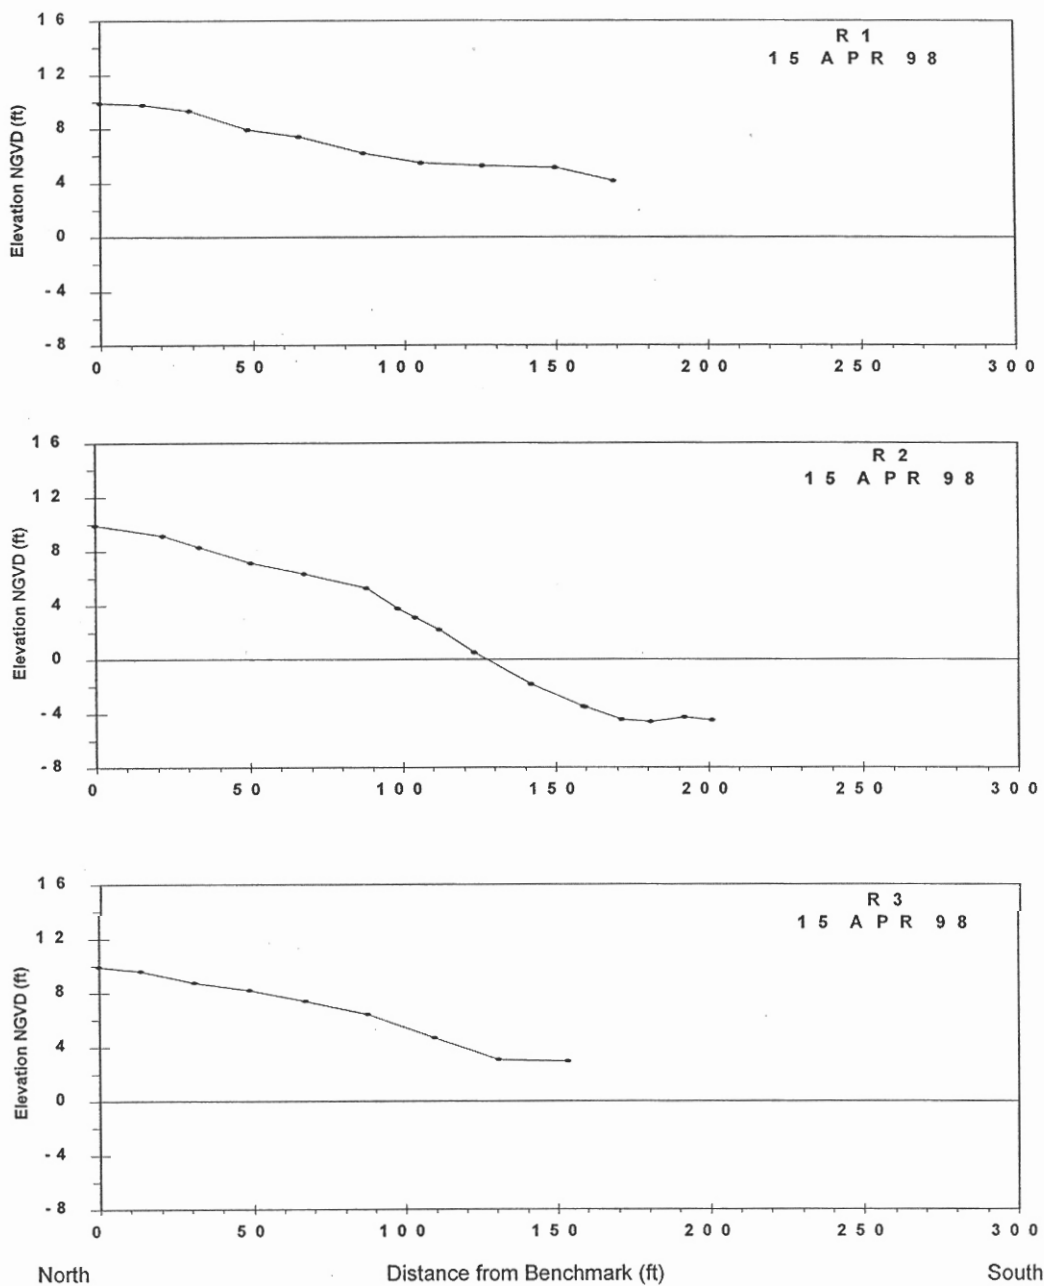 16
R 1
15 APR 98
12
8
4
0
-4
-8
Elevation NGVD (ft)
0 50 100 150 200 250 300
16
R 2
15 APR 98
12
8
4
0
-4
-8
Elevation NGVD (ft)
0 50 100 150 200 250 300
16
R 3
15 APR 98
12
8
4
0
-4
-8
Elevation NGVD (ft)
0 50 100 150 200 250 300
North Distance from Benchmark (ft) South